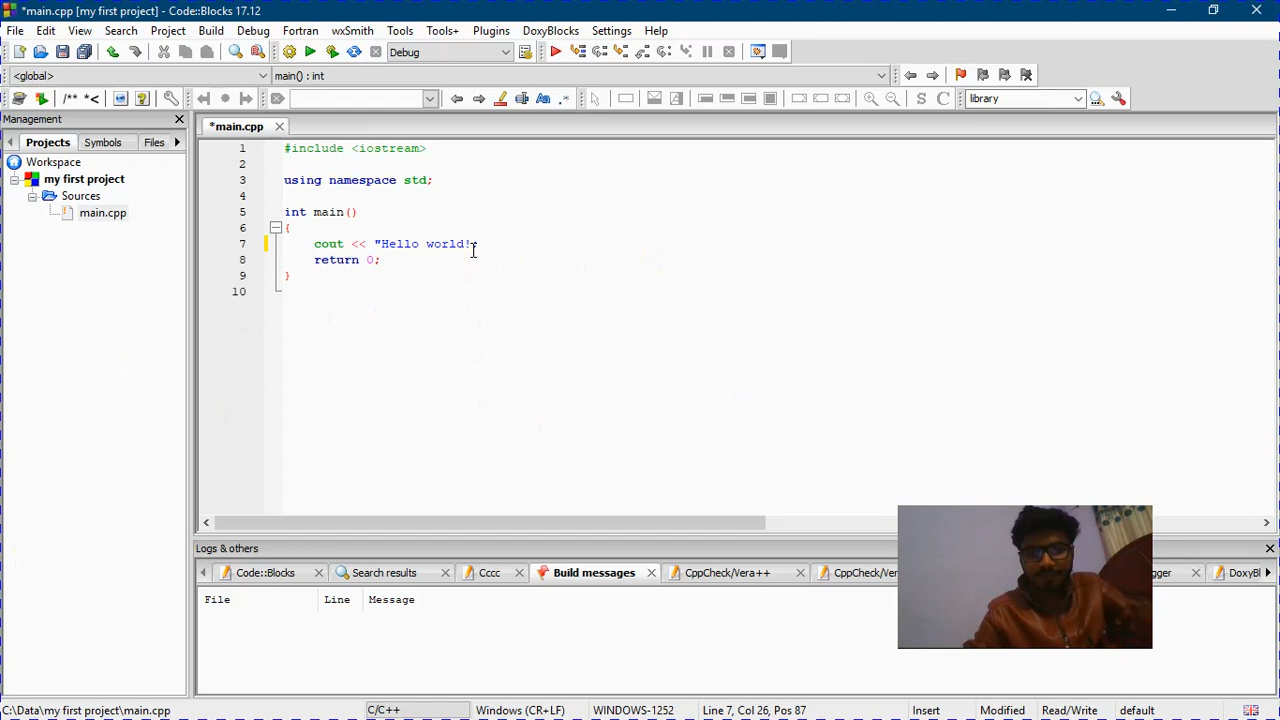 *main.cpp [my first project] - Code::Blocks 17.12
File Edit View Search Project Build Debug Fortran wxSmith Tools Tools+ Plugins DoxyBlocks Settings Help
Debug
<global> main() : int
/** *< library
Management
Projects Symbols Files
*main.cpp
Workspace
my first project
Sources
main.cpp
1 #include <iostream>
2
3 using namespace std;
4
5 int main()
6 {
7 cout << "Hello world!
8 return 0;
9 }
10
Logs & others
Code::Blocks Search results Cccc Build messages CppCheck/Vera++ CppCheck/Ver gger DoxyBl
File Line Message
C:\Data\my first project\main.cpp C/C++ Windows (CR+LF) WINDOWS-1252 Line 7, Col 26, Pos 87 Insert Modified Read/Write default